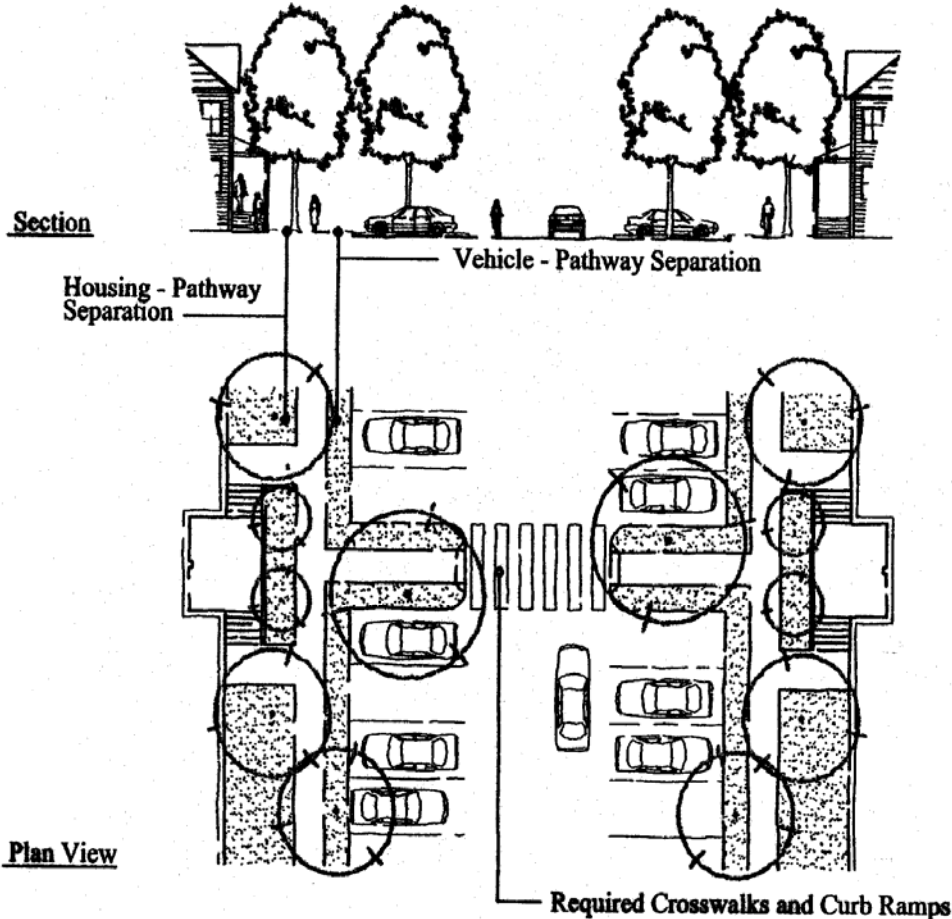 Section
Vehicle - Pathway Separation
Housing - Pathway
Separation
Plan View
Required Crosswalks and Curb Ramps